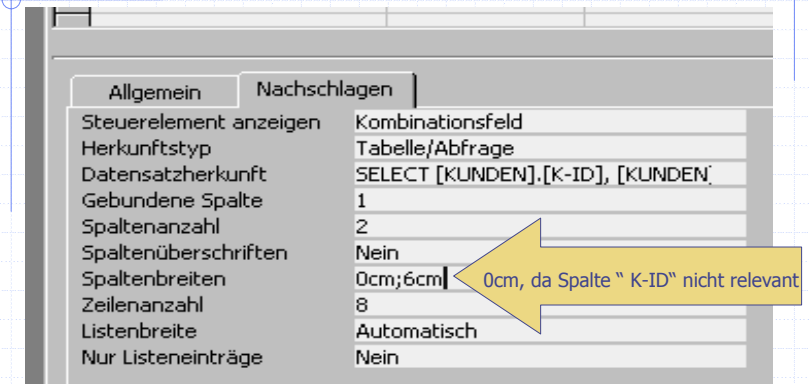 Allgemein Nachschlagen
Steuerelement anzeigen Kombinationsfeld
Herkunftstyp Tabelle/Abfrage
Datensatzherkunft SELECT [KUNDEN].[K-ID], [KUNDEN]
Gebundene Spalte 1
Spaltenanzahl 2
Spaltenüberschriften Nein
Spaltenbreiten 0cm;6cm 0cm, da Spalte “ K-ID“ nicht relevant
Zeilenanzahl 8
Listenbreite Automatisch
Nur Listeneinträge Nein